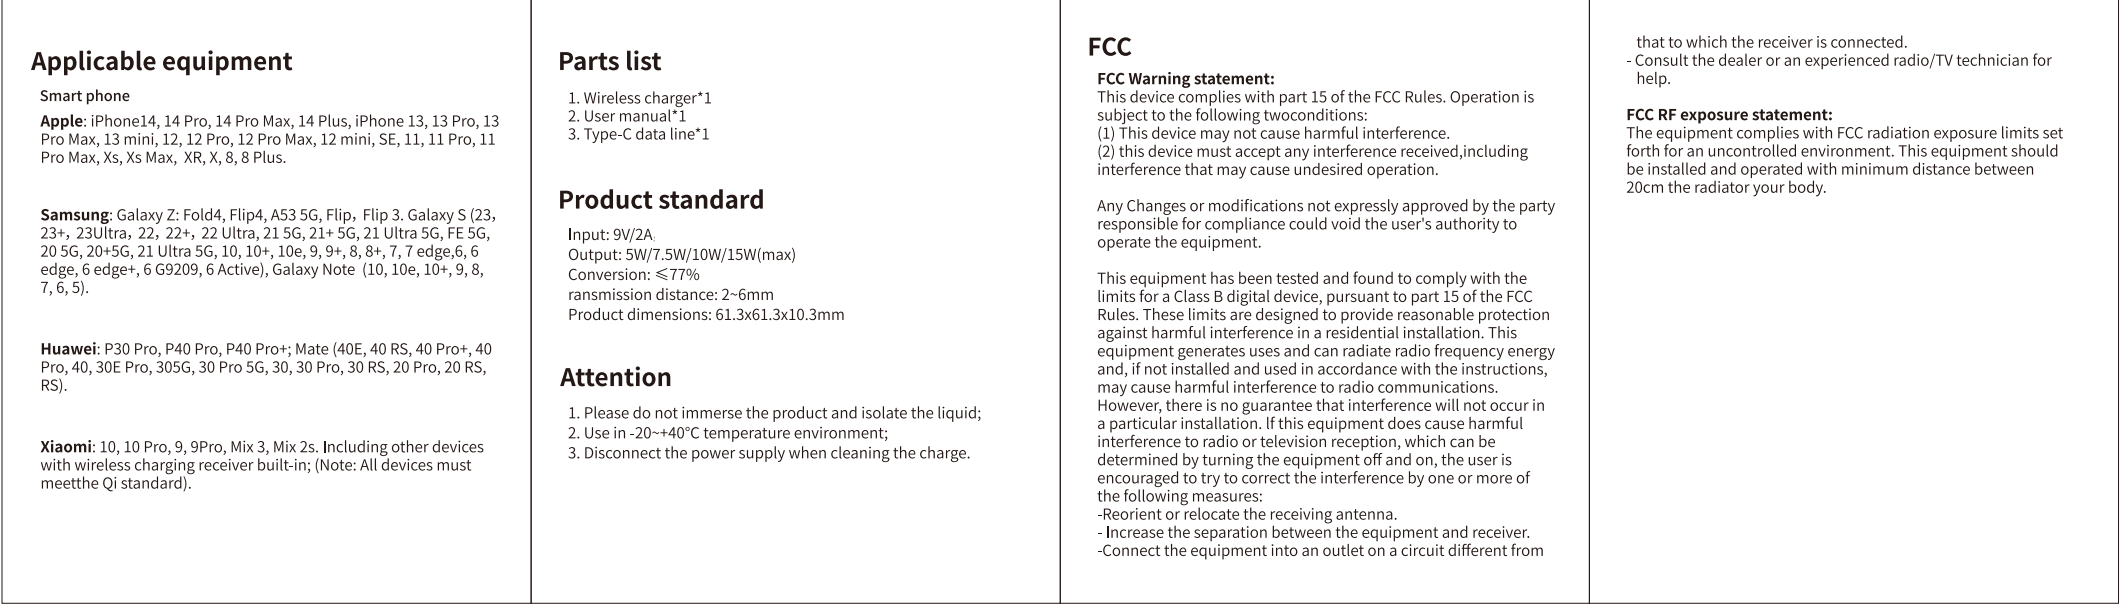 Applicable equipment
Smart phone
Apple: iPhone14, 14 Pro, 14 Pro Max, 14 Plus, iPhone 13, 13 Pro, 13
Pro Max, 13 mini, 12, 12 Pro, 12 Pro Max, 12 mini, SE, 11, 11 Pro, 11
Pro Max, Xs, Xs Max, XR, X, 8, 8 Plus.
Samsung: Galaxy Z: Fold4, Flip4, A53 5G, Flip，Flip 3. Galaxy S (23，
23+，23Ultra，22，22+，22 Ultra, 21 5G, 21+ 5G, 21 Ultra 5G, FE 5G,
20 5G, 20+5G, 21 Ultra 5G, 10, 10+, 10e, 9, 9+, 8, 8+, 7, 7 edge,6, 6
edge, 6 edge+, 6 G9209, 6 Active), Galaxy Note (10, 10e, 10+, 9, 8,
7, 6, 5).
Huawei: P30 Pro, P40 Pro, P40 Pro+; Mate (40E, 40 RS, 40 Pro+, 40
Pro, 40, 30E Pro, 305G, 30 Pro 5G, 30, 30 Pro, 30 RS, 20 Pro, 20 RS,
RS).
Xiaomi: 10, 10 Pro, 9, 9Pro, Mix 3, Mix 2s. Including other devices
with wireless charging receiver built-in; (Note: All devices must
meetthe Qi standard).
Parts list
1. Wireless charger*1
2. User manual*1
3. Type-C data line*1
Product standard
Input: 9V/2A
Output: 5W/7.5W/10W/15W(max)
Conversion: ≤77%
ransmission distance: 2~6mm
Product dimensions: 61.3x61.3x10.3mm
Attention
1. Please do not immerse the product and isolate the liquid;
2. Use in -20~+40°C temperature environment;
3. Disconnect the power supply when cleaning the charge.
FCC
FCC Warning statement:
This device complies with part 15 of the FCC Rules. Operation is
subject to the following twoconditions:
(1) This device may not cause harmful interference.
(2) this device must accept any interference received,including
interference that may cause undesired operation.
Any Changes or modifications not expressly approved by the party
responsible for compliance could void the user's authority to
operate the equipment.
This equipment has been tested and found to comply with the
limits for a Class B digital device, pursuant to part 15 of the FCC
Rules. These limits are designed to provide reasonable protection
against harmful interference in a residential installation. This
equipment generates uses and can radiate radio frequency energy
and, if not installed and used in accordance with the instructions,
may cause harmful interference to radio communications.
However, there is no guarantee that interference will not occur in
a particular installation. lf this equipment does cause harmful
interference to radio or television reception, which can be
determined by turning the equipment off and on, the user is
encouraged to try to correct the interference by one or more of
the following measures:
-Reorient or relocate the receiving antenna.
- Increase the separation between the equipment and receiver.
-Connect the equipment into an outlet on a circuit different from
that to which the receiver is connected.
- Consult the dealer or an experienced radio/TV technician for
help.
FCC RF exposure statement:
The equipment complies with FCC radiation exposure limits set
forth for an uncontrolled environment. This equipment should
be installed and operated with minimum distance between
20cm the radiator your body.